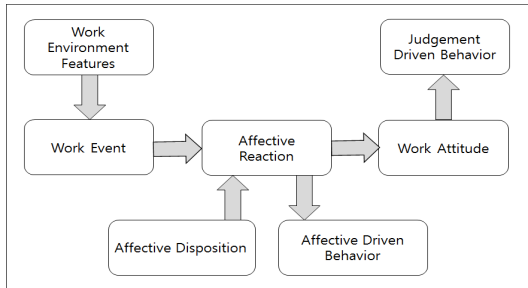 Work
Environment
Features
Judgement
Driven Behavior
Work Event
Affective
Reaction
Work Attitude
Affective Disposition
Affective Driven
Behavior